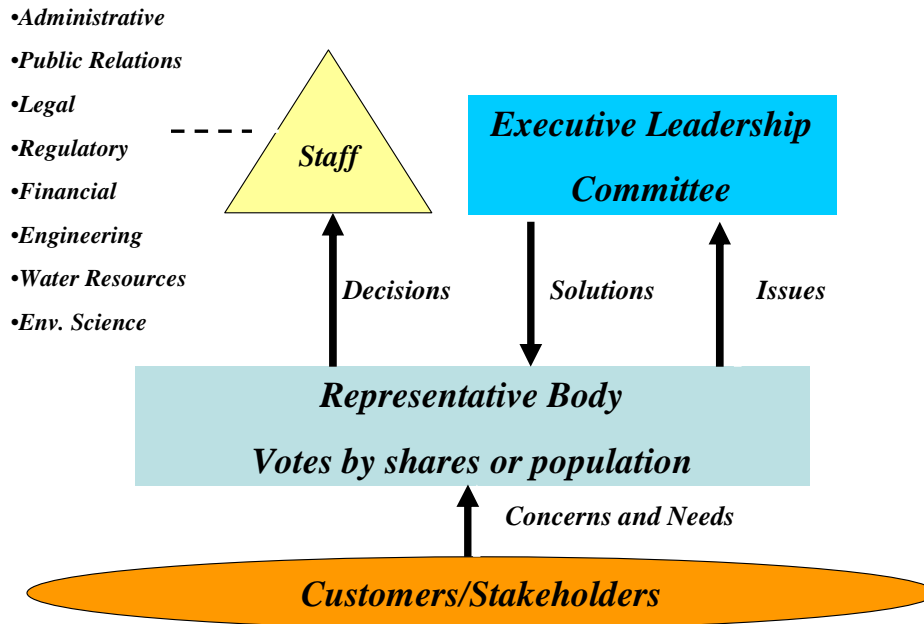 •Administrative
•Public Relations
•Legal
•Regulatory
•Financial
•Engineering
•Water Resources
•Env. Science
Staff
Executive Leadership
Committee
Decisions
Solutions
Issues
Representative Body
Votes by shares or population
Concerns and Needs
Customers/Stakeholders